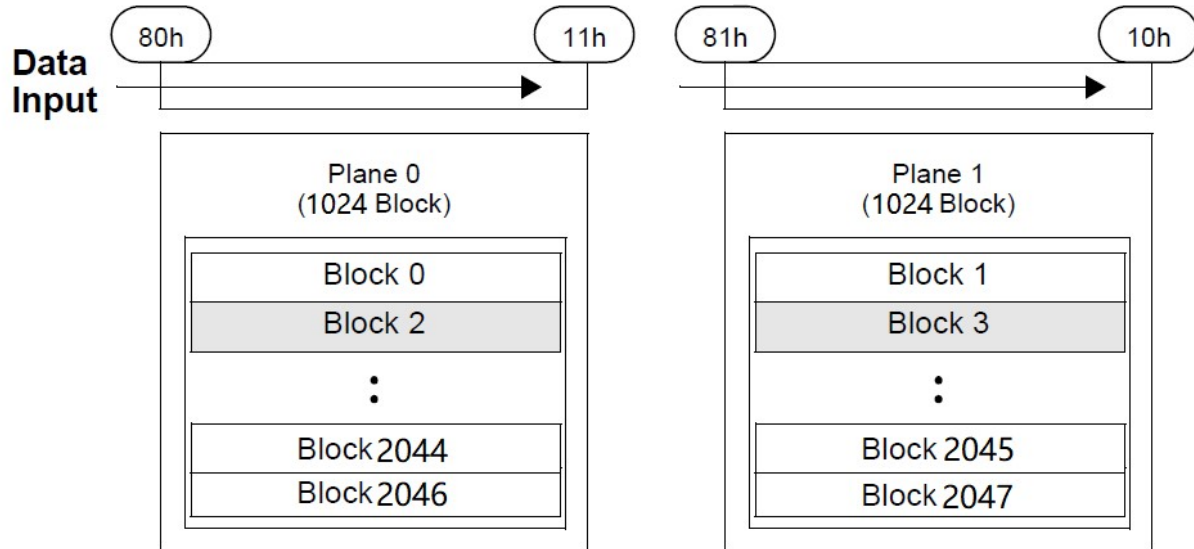 80h
11h
81h
10h
Data
Input
Plane 0
(1024 Block)
Plane 1
(1024 Block)
Block 0
Block 1
Block 2
Block 3
Block 2044
Block 2045
Block 2046
Block 2047